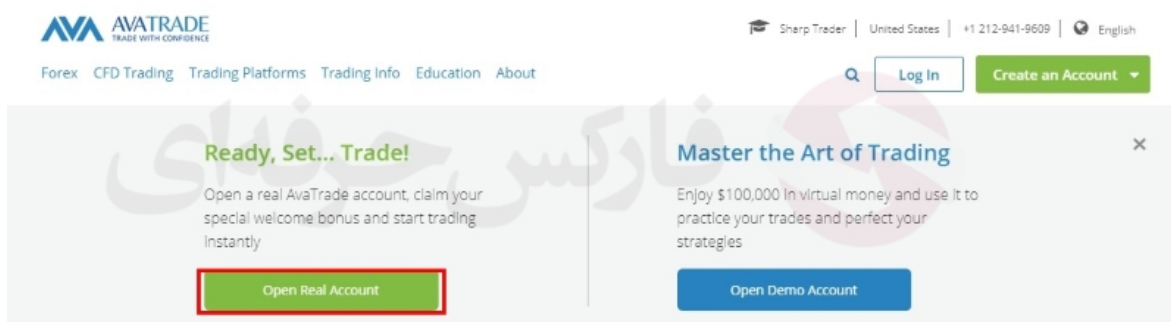 AVA AVATRADE
TRADE WITH CONFIDENCE
Sharp Trader | United States | +1 212-941-9609 | English
Forex CFD Trading Trading Platforms Trading Info Education About
Log In
Create an Account
فارکس حرفه‌ای
Ready, Set... Trade!
Open a real AvaTrade account, claim your
special welcome bonus and start trading
instantly
Open Real Account
Master the Art of Trading
Enjoy $100,000 in virtual money and use it to
practice your trades and perfect your
strategies
Open Demo Account